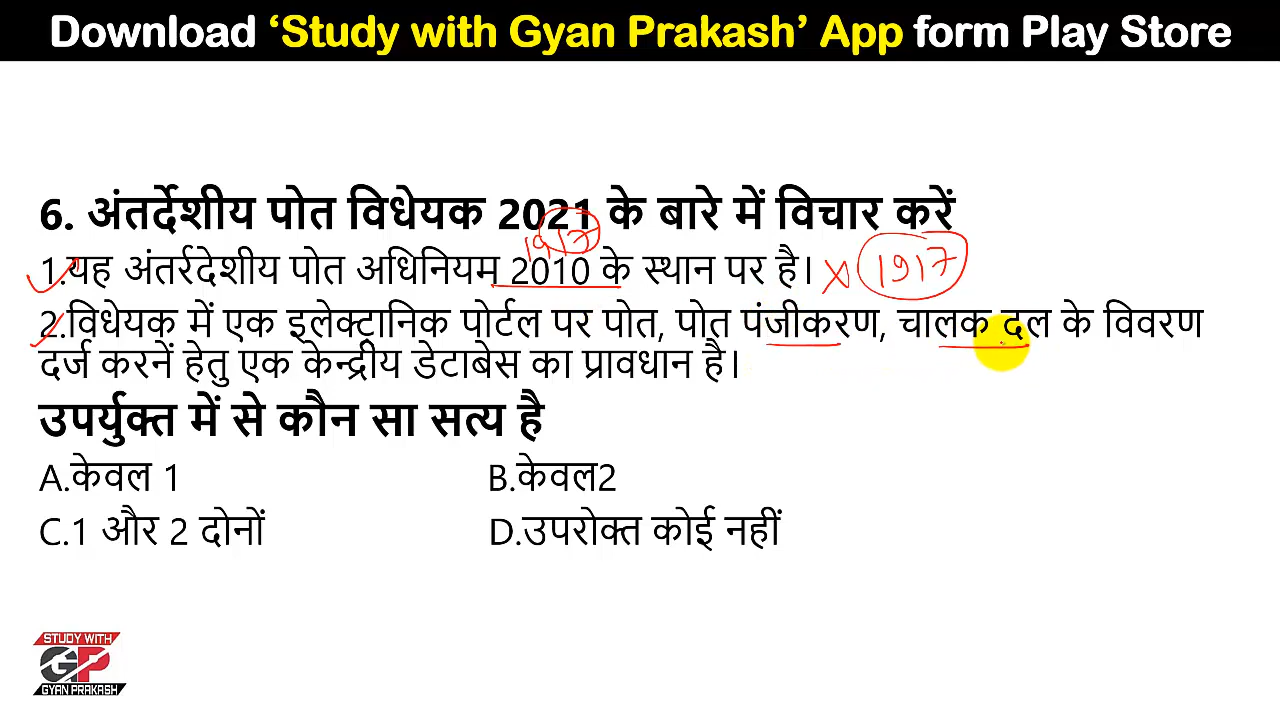 Download ‘Study with Gyan Prakash’ App form Play Store
6. अंतर्देशीय पोत विधेयक 2021 के बारे में विचार करें
1917
1.यह अंतर्रदेशीय पोत अधिनियम 2010 के स्थान पर है। X 1917
2.विधेयक में एक इलेक्ट्रानिक पोर्टल पर पोत, पोत पंजीकरण, चालक दल के विवरण
दर्ज करनें हेतु एक केन्द्रीय डेटाबेस का प्रावधान है।
उपर्युक्त में से कौन सा सत्य है
A.केवल 1 B.केवल2
C.1 और 2 दोनों D.उपरोक्त कोई नहीं
STUDY WITH
GP
GYAN PRAKASH